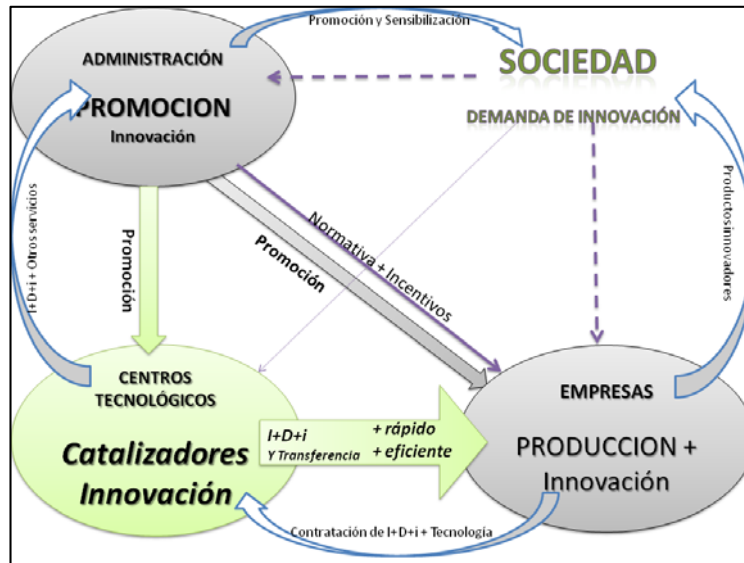 Promoción y Sensibilización
ADMINISTRACIÓN
PROMOCION
Innovación
SOCIEDAD
DEMANDA DE INNOVACIÓN
I+D+i + Otros servicios
Promoción
Normativa + Incentivos
Promoción
Productos innovadores
CENTROS
TECNOLÓGICOS
Catalizadores
Innovación
I+D+i + rápido
Y Transferencia + eficiente
EMPRESAS
PRODUCCION +
Innovación
Contratación de I+D+i + Tecnología